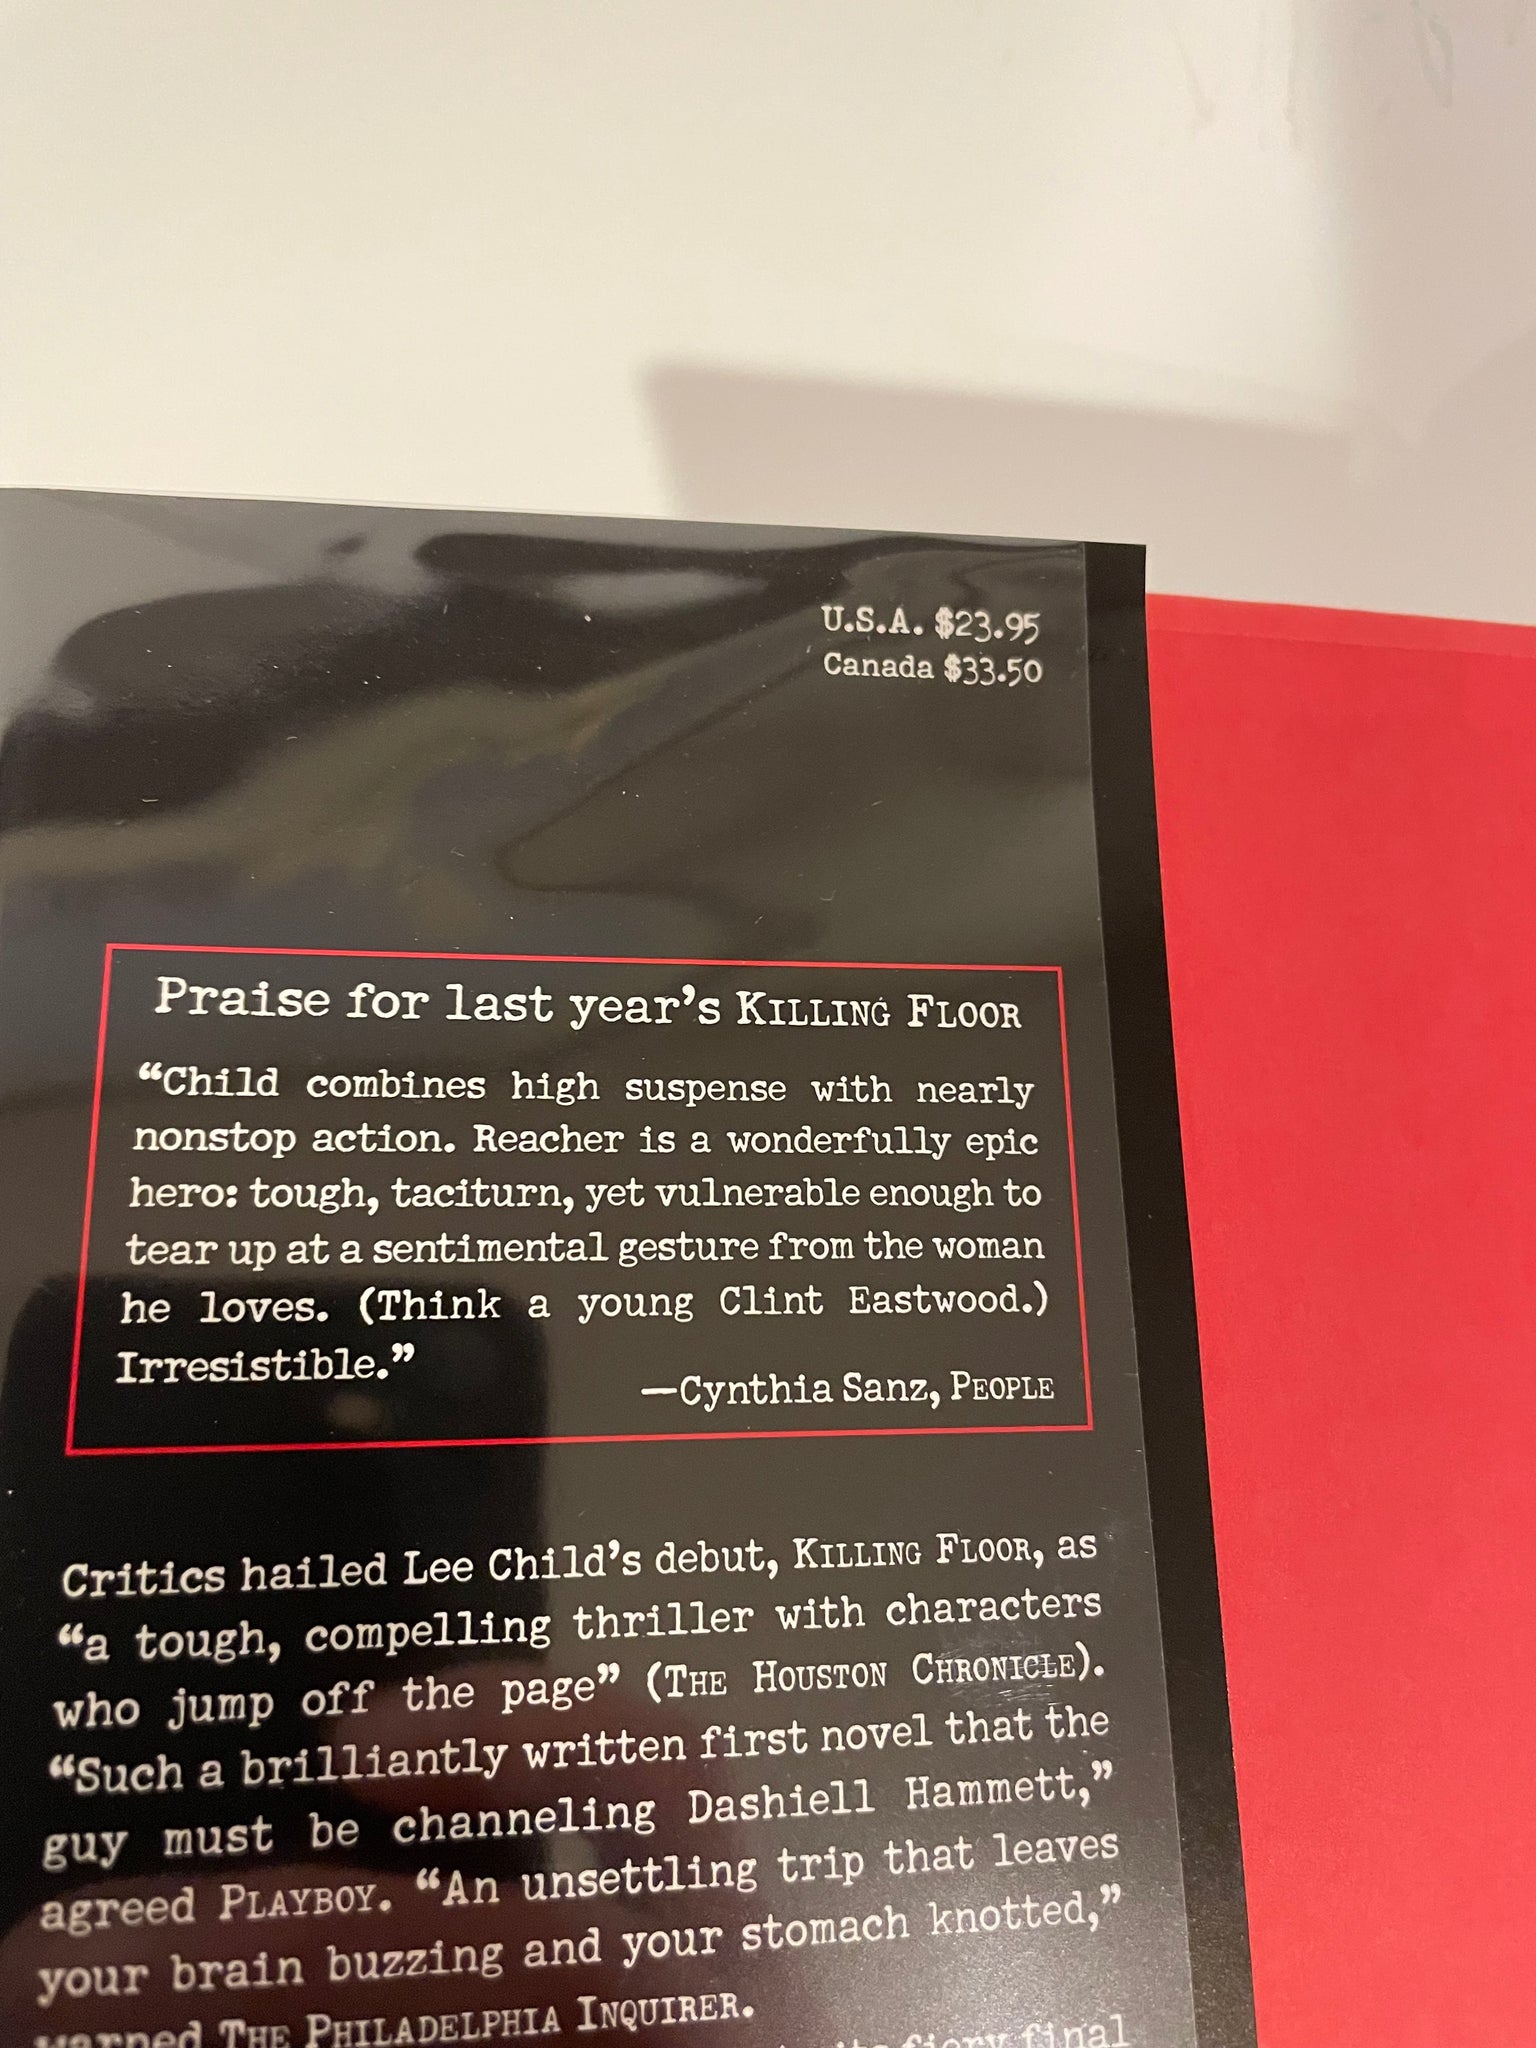 U.S.A. $23.95
Canada $33.50
Praise for last year's KILLING FLOOR
“Child combines high suspense with nearly
nonstop action. Reacher is a wonderfully epic
hero: tough, taciturn, yet vulnerable enough to
tear up at a sentimental gesture from the woman
he loves. (Think a young Clint Eastwood.)
Irresistible.”
—Cynthia Sanz, PEOPLE
Critics hailed Lee Child's debut, KILLING FLOOR, as
“a tough, compelling thriller with characters
who jump off the page” (THE HOUSTON CHRONICLE).
“Such a brilliantly written first novel that the
guy must be channeling Dashiell Hammett,”
agreed PLAYBOY. “An unsettling trip that leaves
your brain buzzing and your stomach knotted,”
warned THE PHILADELPHIA INQUIRER.
its fiery final